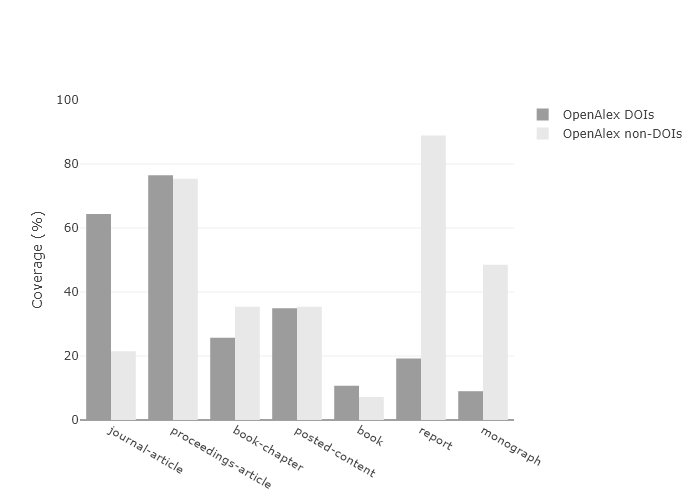 100
80
60
40
20
0
Coverage (%)
journal-article
proceedings-article
book-chapter
posted-content
book
report
monograph
OpenAlex DOIs
OpenAlex non-DOIs